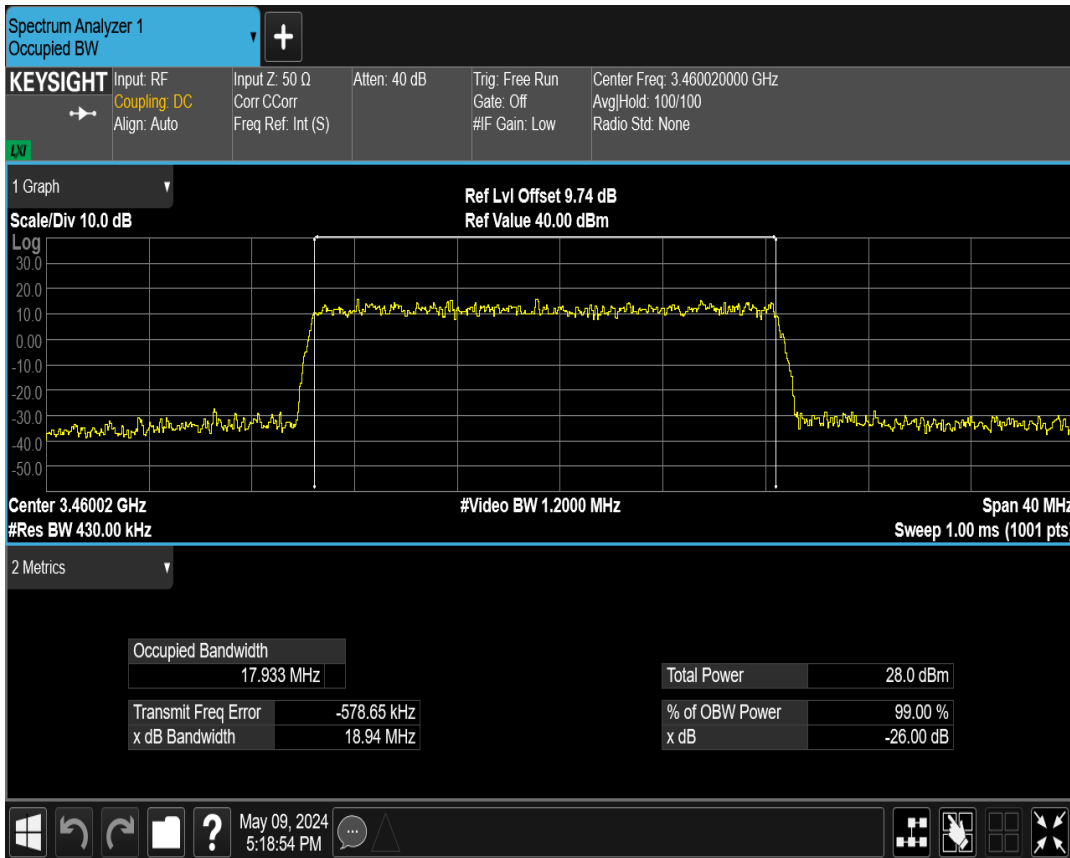 Spectrum Analyzer 1
Occupied BW
+
KEYSIGHT
Input: RF
Coupling: DC
Align: Auto
Input Z: 50 Ω
Corr CCorr
Freq Ref: Int (S)
Atten: 40 dB
Trig: Free Run
Gate: Off
#IF Gain: Low
Center Freq: 3.460020000 GHz
Avg|Hold: 100/100
Radio Std: None
LXI
1 Graph
Ref Lvl Offset 9.74 dB
Scale/Div 10.0 dB
Ref Value 40.00 dBm
Log
30.0
20.0
10.0
0.00
-10.0
-20.0
-30.0
-40.0
-50.0
Center 3.46002 GHz
#Video BW 1.2000 MHz
Span 40 MHz
#Res BW 430.00 kHz
Sweep 1.00 ms (1001 pts)
2 Metrics
Occupied Bandwidth
17.933 MHz
Total Power 28.0 dBm
Transmit Freq Error -578.65 kHz
% of OBW Power 99.00 %
x dB Bandwidth 18.94 MHz
x dB -26.00 dB
?
May 09, 2024
5:18:54 PM